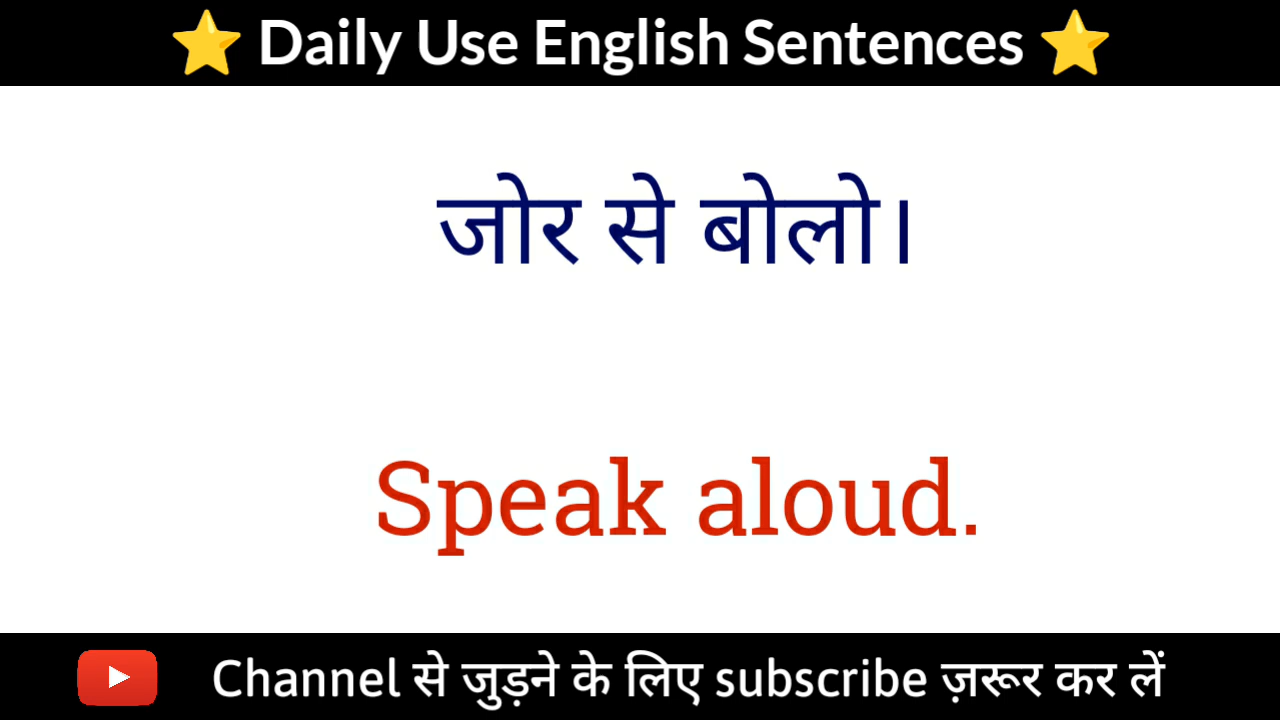 ⭐ Daily Use English Sentences ⭐
जोर से बोलो।
Speak aloud.
Channel से जुड़ने के लिए subscribe ज़रूर कर लें